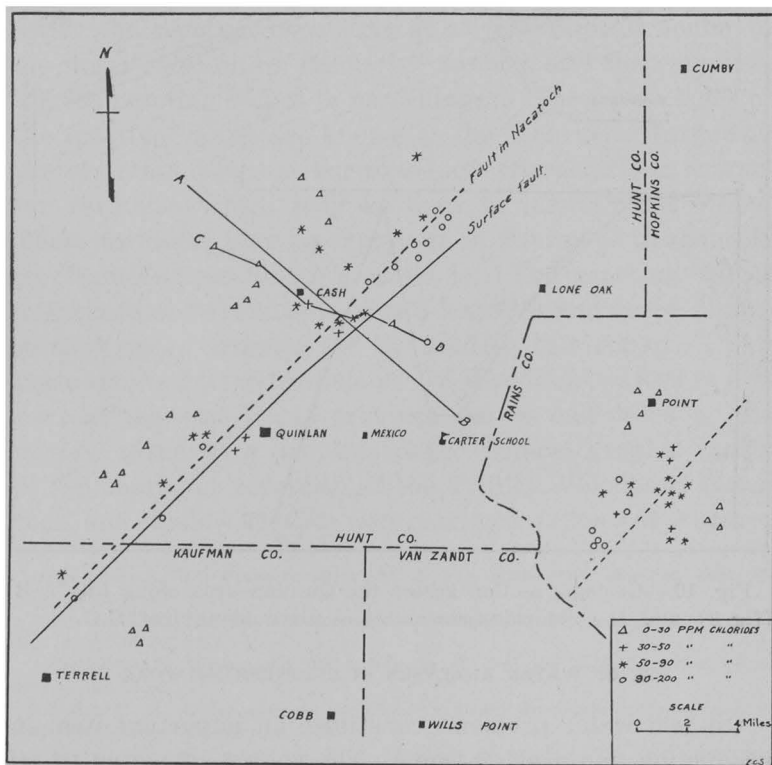 N
CUMBY
HUNT CO.
HOPKINS CO.
Fault in Nacatoch
Surface fault
A
C
CASH
LONE OAK
D
RAINS CO.
POINT
B
QUINLAN
MEXICO
CARTER SCHOOL
HUNT CO.
KAUFMAN CO.
VAN ZANDT CO.
TERRELL
COBB
WILLS POINT
△ 0-30 PPM CHLORIDES
+ 30-50 " "
* 50-90 " "
○ 90-200 " "
SCALE
0 2 4 Miles